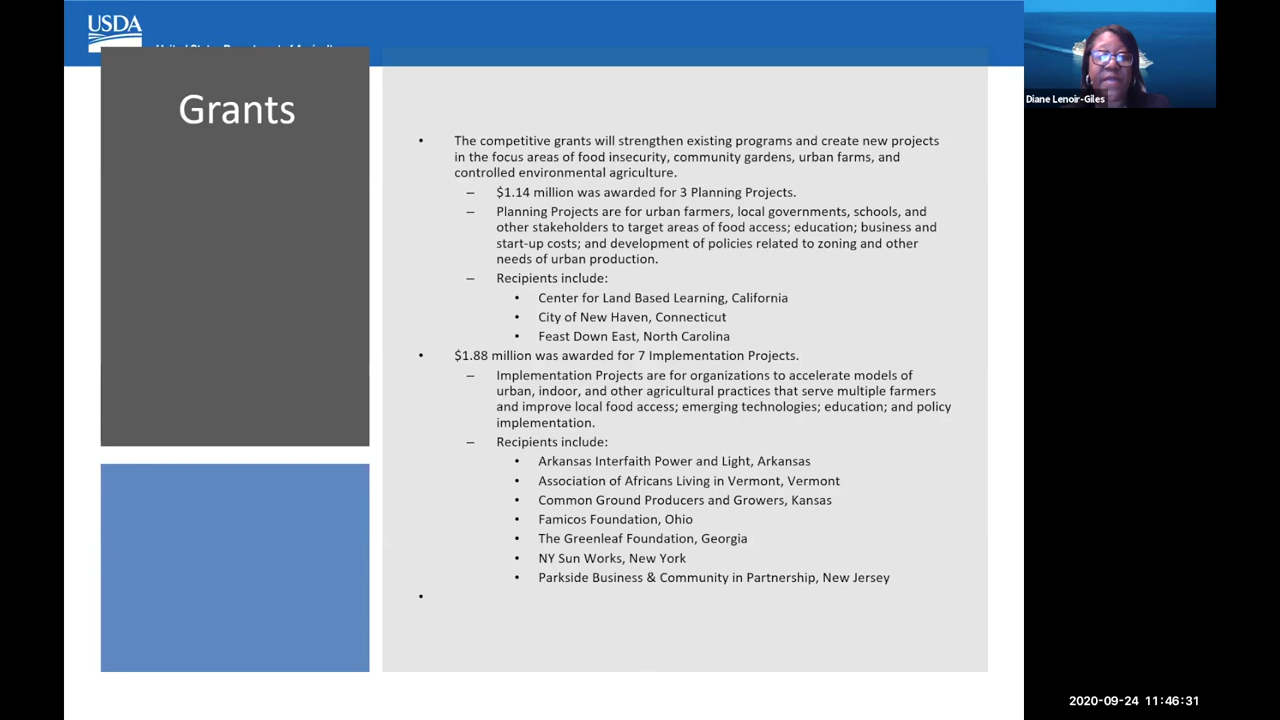 USDA
United States Department of Agricult
Grants
• The competitive grants will strengthen existing programs and create new projects
in the focus areas of food insecurity, community gardens, urban farms, and
controlled environmental agriculture.
– $1.14 million was awarded for 3 Planning Projects.
– Planning Projects are for urban farmers, local governments, schools, and
other stakeholders to target areas of food access; education; business and
start-up costs; and development of policies related to zoning and other
needs of urban production.
– Recipients include:
• Center for Land Based Learning, California
• City of New Haven, Connecticut
• Feast Down East, North Carolina
• $1.88 million was awarded for 7 Implementation Projects.
– Implementation Projects are for organizations to accelerate models of
urban, indoor, and other agricultural practices that serve multiple farmers
and improve local food access; emerging technologies; education; and policy
implementation.
– Recipients include:
• Arkansas Interfaith Power and Light, Arkansas
• Association of Africans Living in Vermont, Vermont
• Common Ground Producers and Growers, Kansas
• Famicos Foundation, Ohio
• The Greenleaf Foundation, Georgia
• NY Sun Works, New York
• Parkside Business & Community in Partnership, New Jersey
•
Diane Lenoir-Giles
2020-09-24 11:46:31